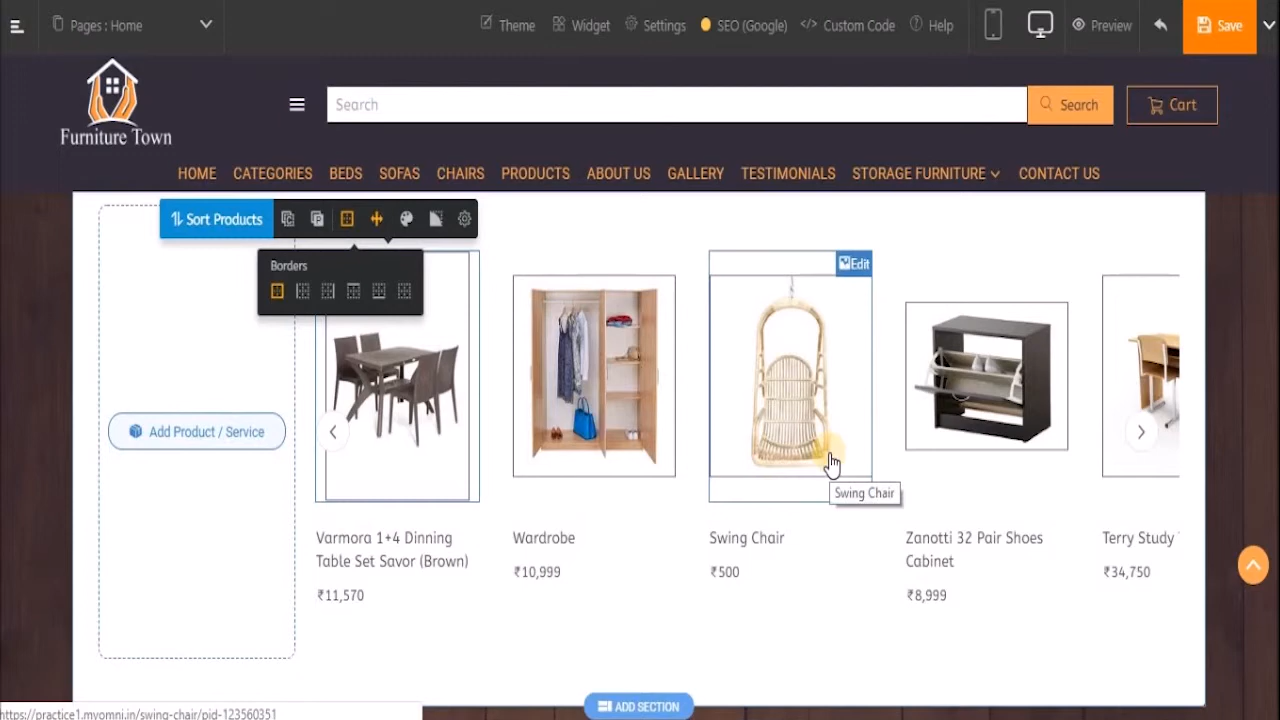 Pages : Home
Theme
Widget
Settings
SEO (Google)
Custom Code
Help
Preview
Save
Furniture Town
Search
Search
Cart
HOME
CATEGORIES
BEDS
SOFAS
CHAIRS
PRODUCTS
ABOUT US
GALLERY
TESTIMONIALS
STORAGE FURNITURE
CONTACT US
Sort Products
Borders
Edit
Add Product / Service
Swing Chair
Varmora 1+4 Dinning
Table Set Savor (Brown)
₹11,570
Wardrobe
₹10,999
Swing Chair
₹500
Zanotti 32 Pair Shoes
Cabinet
₹8,999
Terry Study
₹34,750
ADD SECTION
https://practice1.myomni.in/swing-chair/pid-123560351